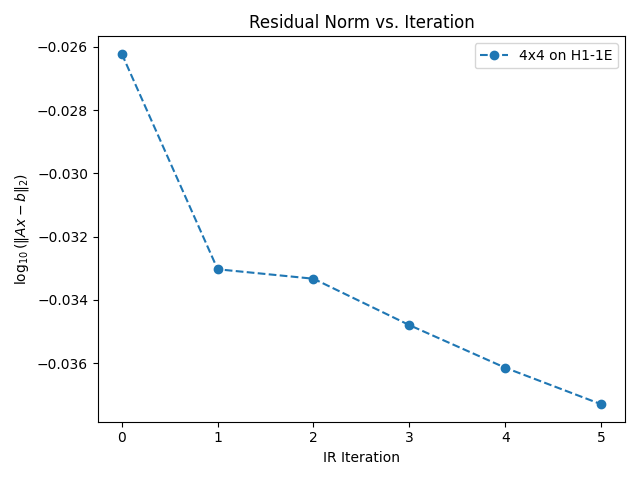 Residual Norm vs. Iteration
4x4 on H1-1E
log₁₀(‖Ax − b‖₂)
−0.026
−0.028
−0.030
−0.032
−0.034
−0.036
0 1 2 3 4 5
IR Iteration